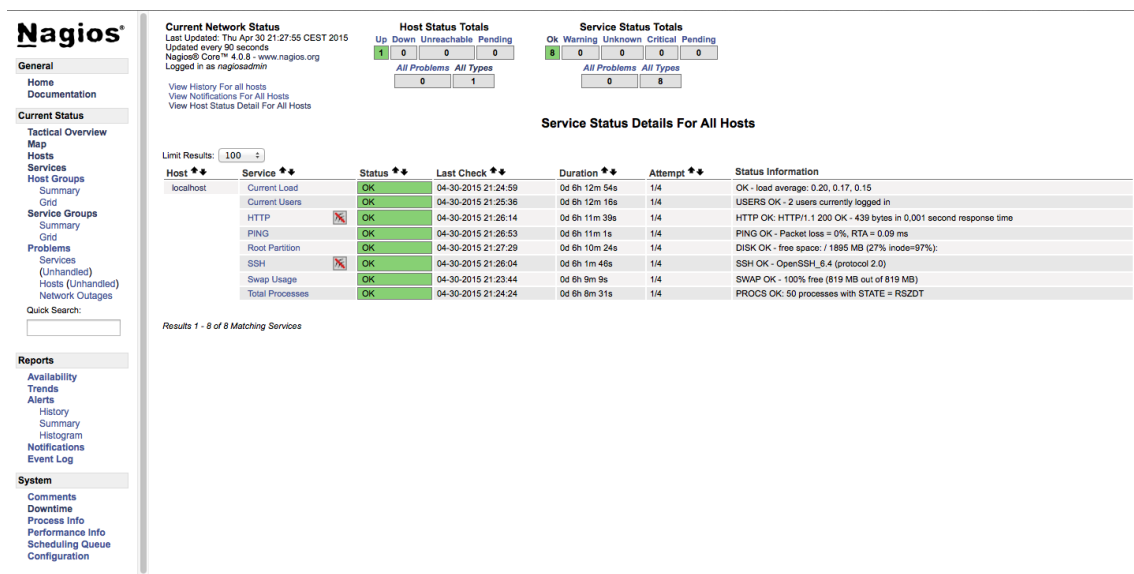 Nagios®
General
Home
Documentation
Current Status
Tactical Overview
Map
Hosts
Services
Host Groups
Summary
Grid
Service Groups
Summary
Grid
Problems
Services
(Unhandled)
Hosts (Unhandled)
Network Outages
Quick Search:
Reports
Availability
Trends
Alerts
History
Summary
Histogram
Notifications
Event Log
System
Comments
Downtime
Process Info
Performance Info
Scheduling Queue
Configuration
Current Network Status
Last Updated: Thu Apr 30 21:27:55 CEST 2015
Updated every 90 seconds
Nagios® Core™ 4.0.8 - www.nagios.org
Logged in as nagiosadmin
View History For all hosts
View Notifications For All Hosts
View Host Status Detail For All Hosts
Host Status Totals
Up Down Unreachable Pending
1 0 0 0
All Problems All Types
0 1
Service Status Totals
Ok Warning Unknown Critical Pending
8 0 0 0 0
All Problems All Types
0 8
Service Status Details For All Hosts
Limit Results: 100
Host Service Status Last Check Duration Attempt Status Information
localhost Current Load OK 04-30-2015 21:24:59 0d 6h 12m 54s 1/4 OK - load average: 0.20, 0.17, 0.15
Current Users OK 04-30-2015 21:25:36 0d 6h 12m 16s 1/4 USERS OK - 2 users currently logged in
HTTP OK 04-30-2015 21:26:14 0d 6h 11m 39s 1/4 HTTP OK: HTTP/1.1 200 OK - 439 bytes in 0,001 second response time
PING OK 04-30-2015 21:26:53 0d 6h 11m 1s 1/4 PING OK - Packet loss = 0%, RTA = 0.09 ms
Root Partition OK 04-30-2015 21:27:29 0d 6h 10m 24s 1/4 DISK OK - free space: / 1895 MB (27% inode=97%):
SSH OK 04-30-2015 21:26:04 0d 6h 1m 46s 1/4 SSH OK - OpenSSH_6.4 (protocol 2.0)
Swap Usage OK 04-30-2015 21:23:44 0d 6h 9m 9s 1/4 SWAP OK - 100% free (819 MB out of 819 MB)
Total Processes OK 04-30-2015 21:24:24 0d 6h 8m 31s 1/4 PROCS OK: 50 processes with STATE = RSZDT
Results 1 - 8 of 8 Matching Services